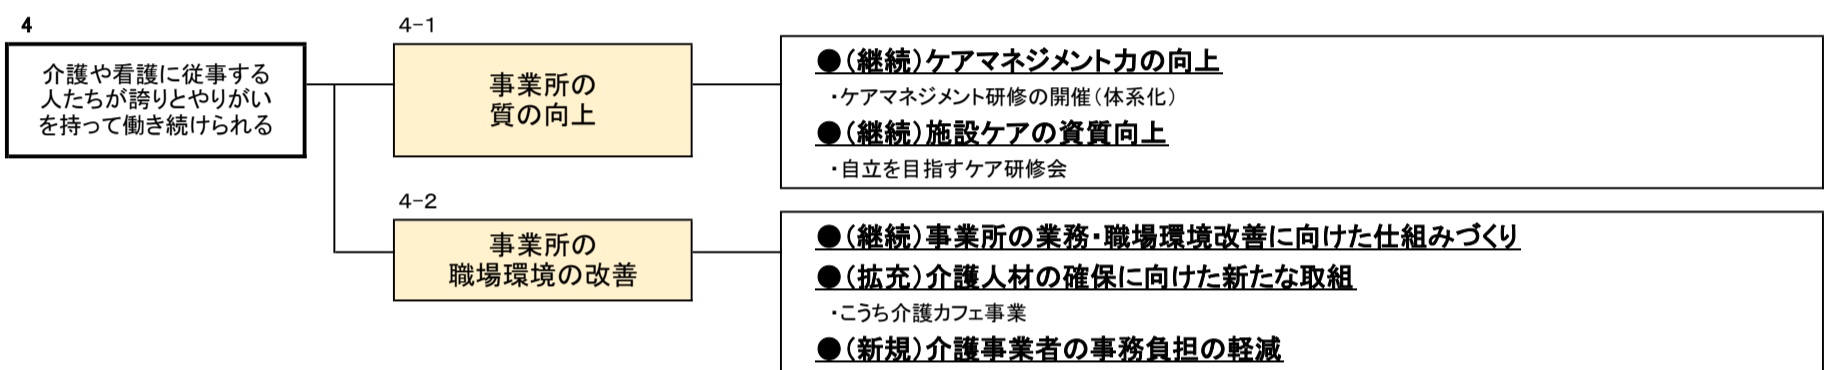 4
介護や看護に従事する
人たちが誇りとやりがい
を持って働き続けられる
4-1
事業所の
質の向上
●(継続)ケアマネジメント力の向上
・ケアマネジメント研修の開催(体系化)
●(継続)施設ケアの資質向上
・自立を目指すケア研修会
4-2
事業所の
職場環境の改善
●(継続)事業所の業務・職場環境改善に向けた仕組みづくり
●(拡充)介護人材の確保に向けた新たな取組
・こうち介護カフェ事業
●(新規)介護事業者の事務負担の軽減